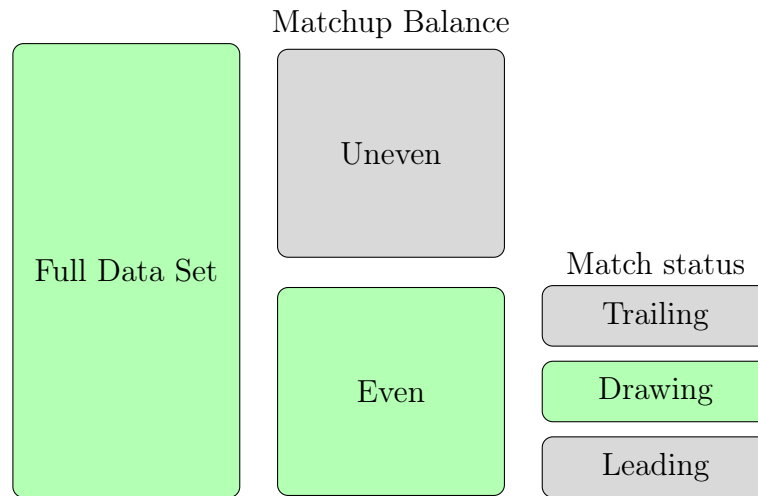 Matchup Balance
Uneven
Full Data Set
Match status
Trailing
Even
Drawing
Leading